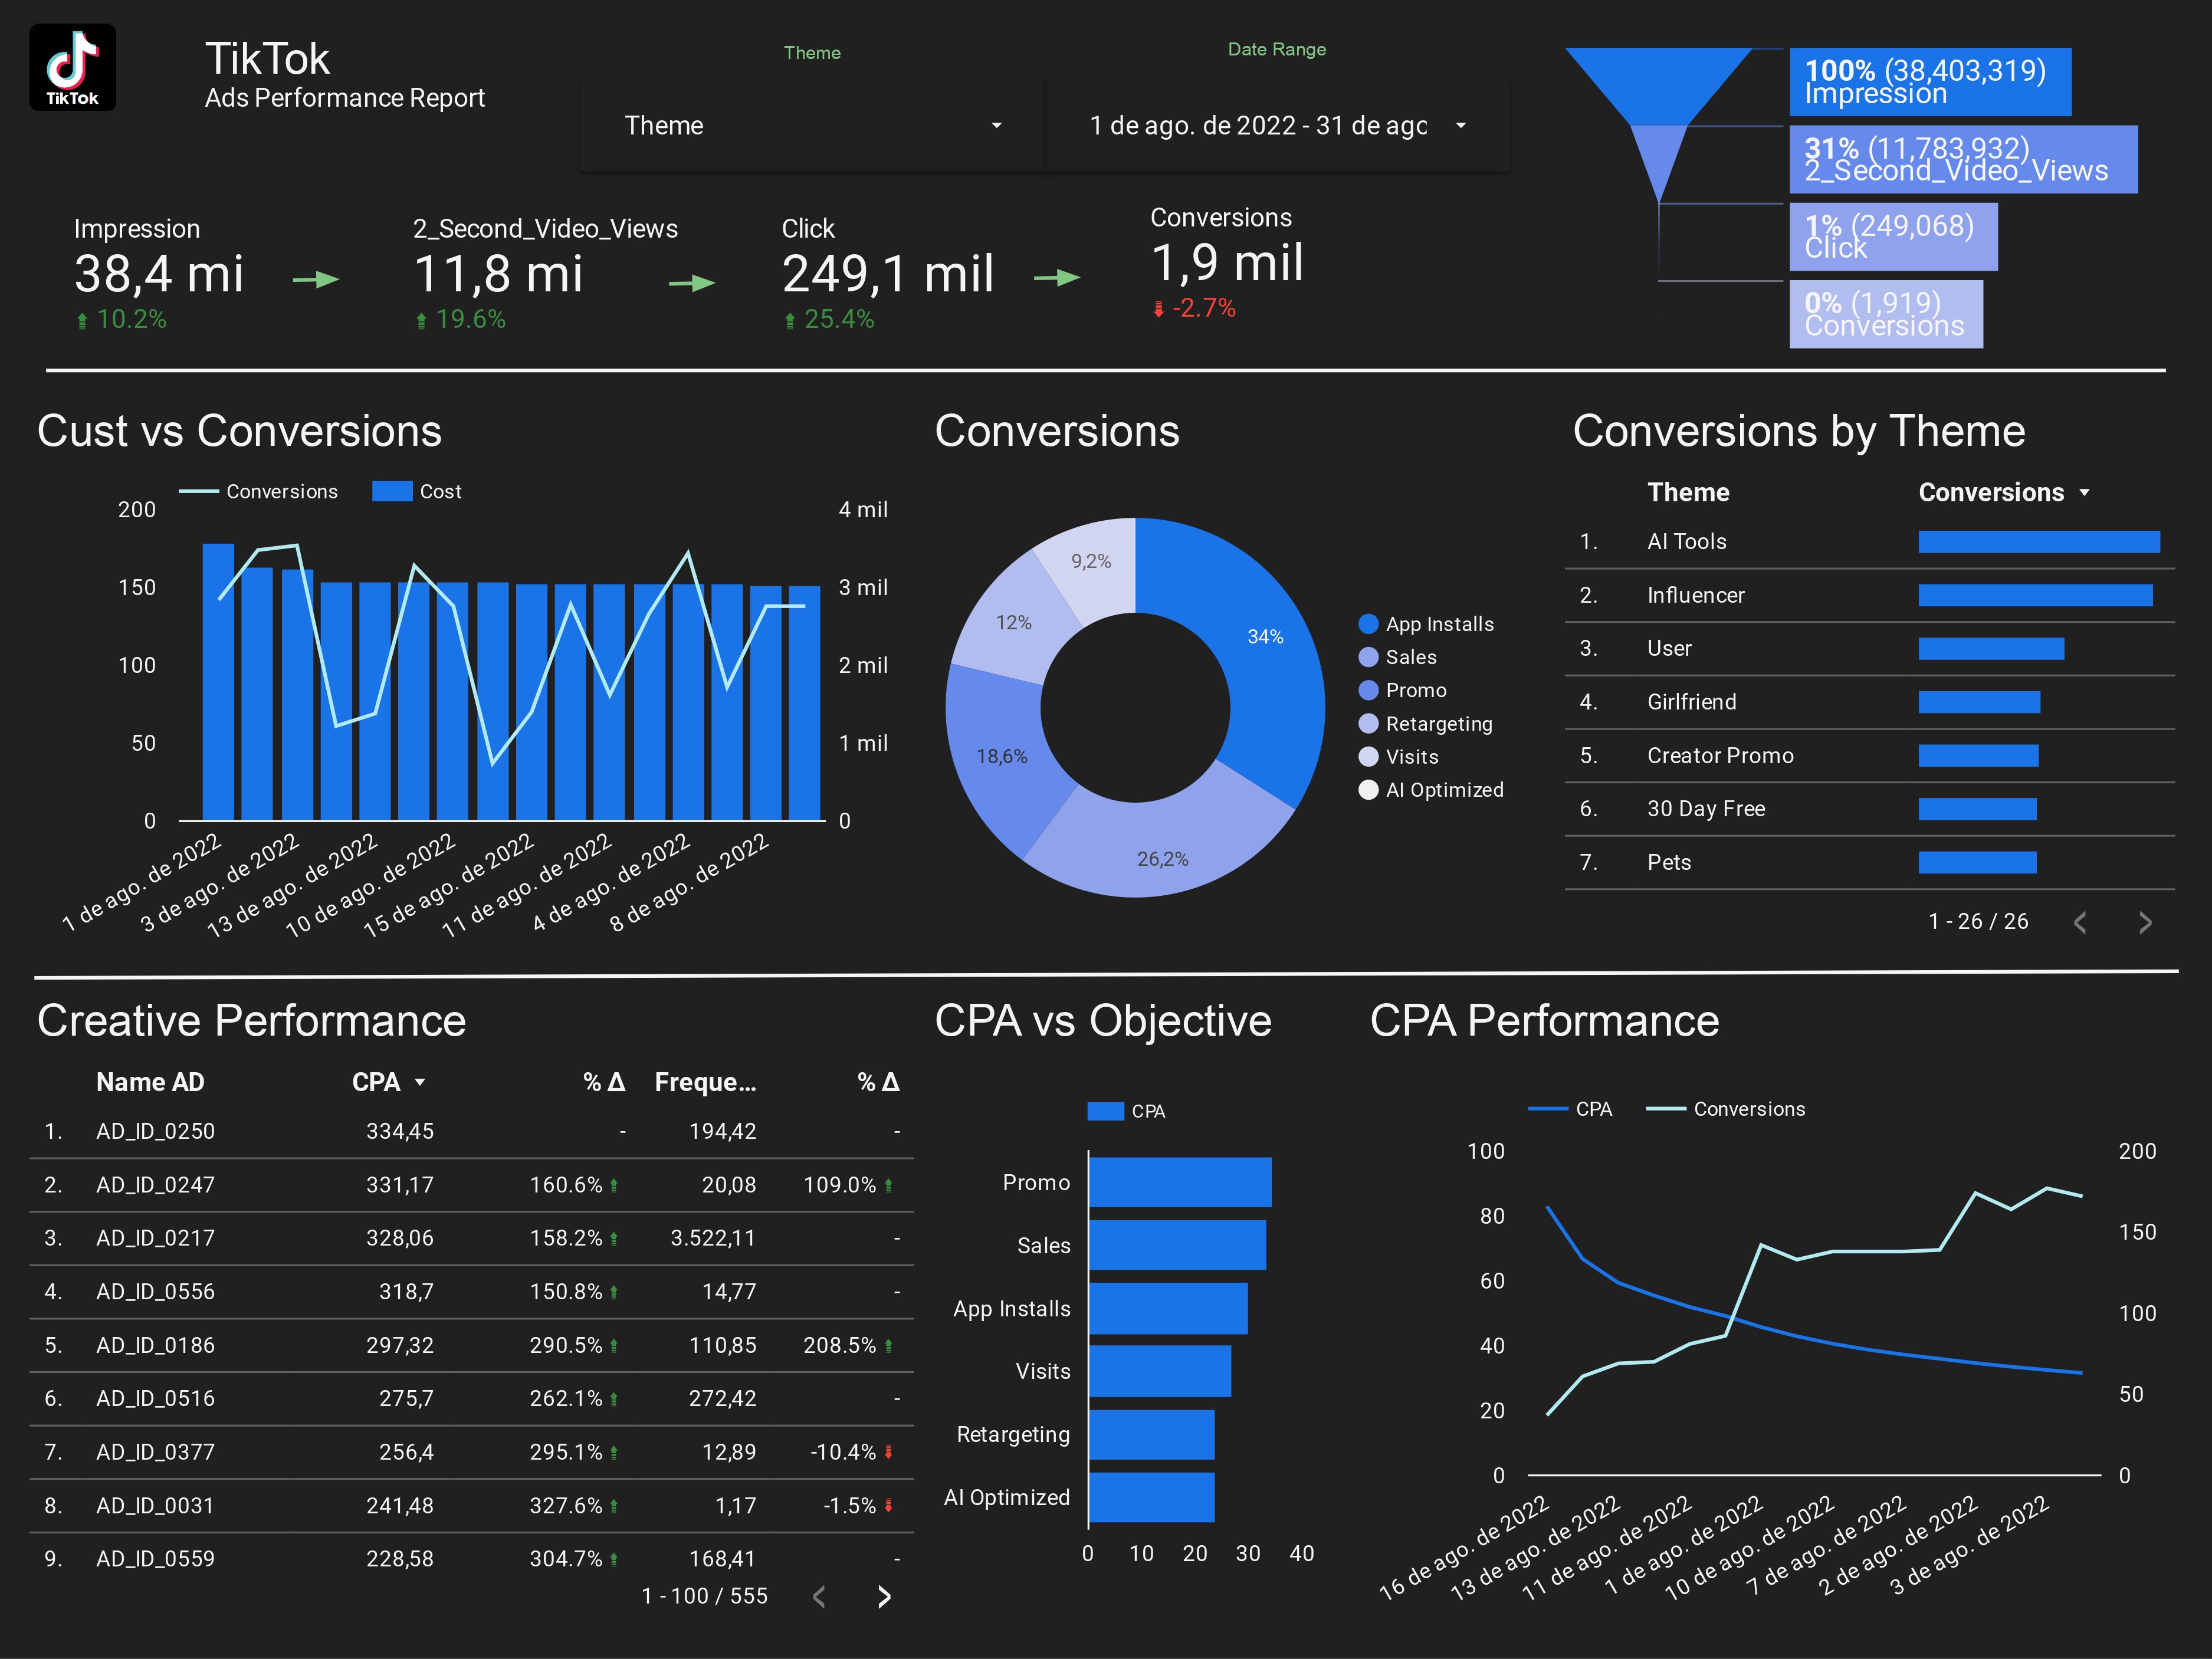 TikTok
TikTok
Ads Performance Report
Theme
Theme
Date Range
1 de ago. de 2022 - 31 de ago
100% (38,403,319)
Impression
31% (11,783,932)
2_Second_Video_Views
1% (249,068)
Click
0% (1,919)
Conversions
Impression
38,4 mi
10.2%
2_Second_Video_Views
11,8 mi
19.6%
Click
249,1 mil
25.4%
Conversions
1,9 mil
-2.7%
Cust vs Conversions
Conversions Cost
200
150
100
50
0
4 mil
3 mil
2 mil
1 mil
0
1 de ago. de 2022
3 de ago. de 2022
13 de ago. de 2022
10 de ago. de 2022
15 de ago. de 2022
11 de ago. de 2022
4 de ago. de 2022
8 de ago. de 2022
Conversions
34%
26,2%
18,6%
12%
9,2%
App Installs
Sales
Promo
Retargeting
Visits
AI Optimized
Conversions by Theme
Theme Conversions
1. AI Tools
2. Influencer
3. User
4. Girlfriend
5. Creator Promo
6. 30 Day Free
7. Pets
1 - 26 / 26
Creative Performance
Name AD CPA % Δ Freque... % Δ
1. AD_ID_0250 334,45 - 194,42 -
2. AD_ID_0247 331,17 160.6% 20,08 109.0%
3. AD_ID_0217 328,06 158.2% 3.522,11 -
4. AD_ID_0556 318,7 150.8% 14,77 -
5. AD_ID_0186 297,32 290.5% 110,85 208.5%
6. AD_ID_0516 275,7 262.1% 272,42 -
7. AD_ID_0377 256,4 295.1% 12,89 -10.4%
8. AD_ID_0031 241,48 327.6% 1,17 -1.5%
9. AD_ID_0559 228,58 304.7% 168,41 -
1 - 100 / 555
CPA vs Objective
CPA
Promo
Sales
App Installs
Visits
Retargeting
AI Optimized
0 10 20 30 40
CPA Performance
CPA Conversions
100
80
60
40
20
0
200
150
100
50
0
16 de ago. de 2022
13 de ago. de 2022
11 de ago. de 2022
1 de ago. de 2022
10 de ago. de 2022
7 de ago. de 2022
2 de ago. de 2022
3 de ago. de 2022